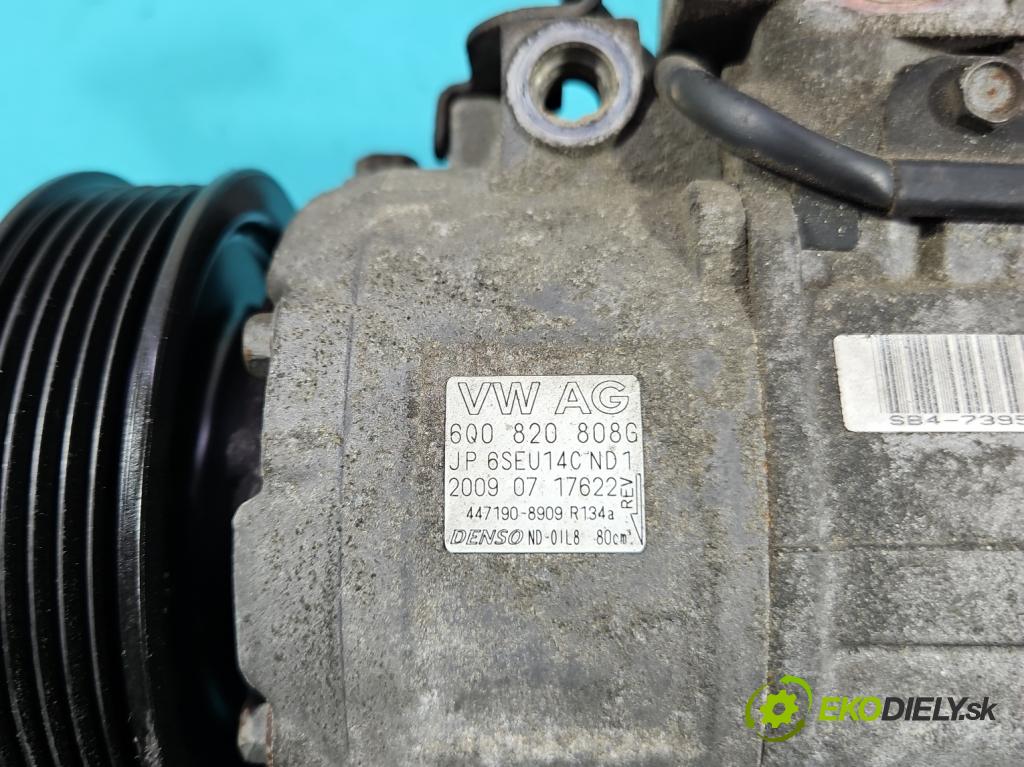 VW AG
6Q0 820 808G
JP 6SEU14C ND1
2009 07 17622
REV
447190-8909 R134a
DENSO ND-OIL8 80cm³
SB4-7395
EKODIELY.sk